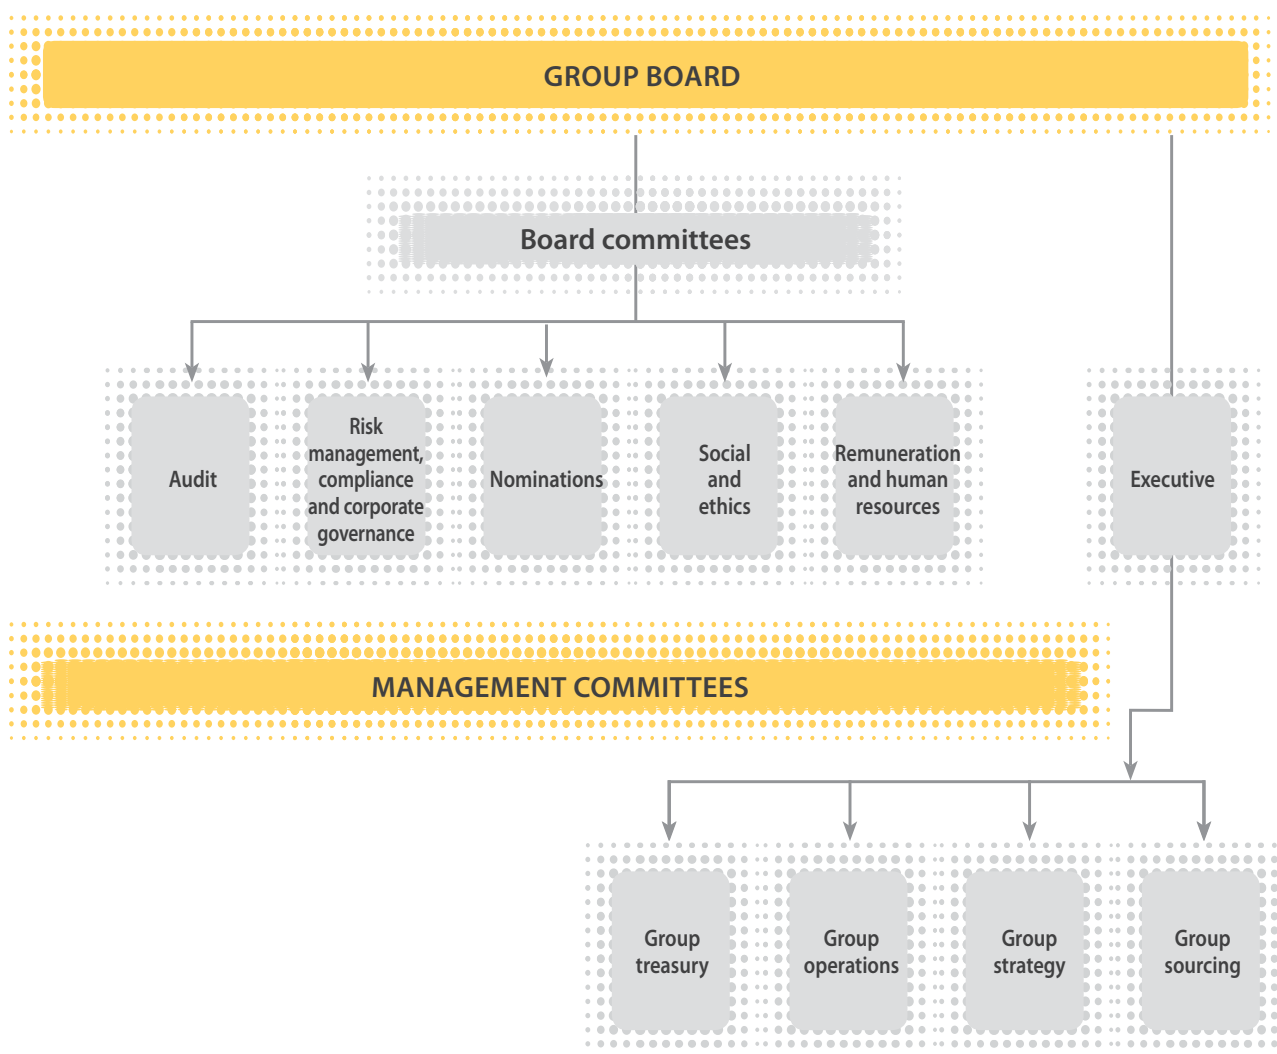 GROUP BOARD
Board committees
Audit
Risk
management,
compliance
and corporate
governance
Nominations
Social
and
ethics
Remuneration
and human
resources
Executive
MANAGEMENT COMMITTEES
Group
treasury
Group
operations
Group
strategy
Group
sourcing